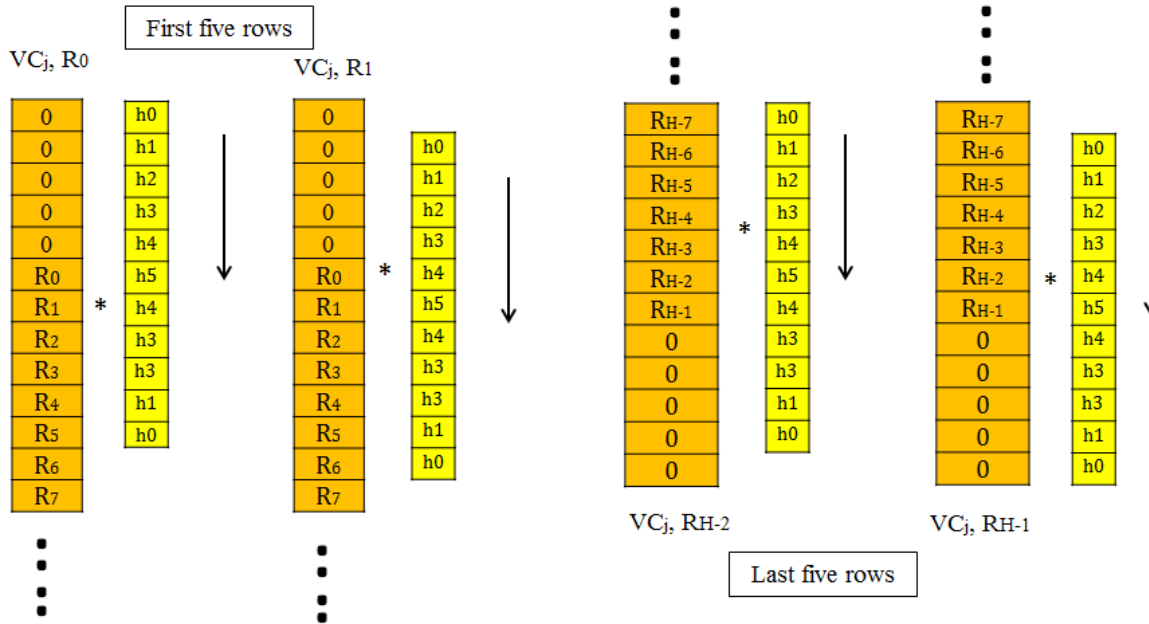 First five rows
VCj, R0
0
0
0
0
0
R0
R1
R2
R3
R4
R5
R6
R7
*
h0
h1
h2
h3
h4
h5
h4
h3
h3
h1
h0
VCj, R1
0
0
0
0
0
R0
R1
R2
R3
R4
R5
R6
R7
*
h0
h1
h2
h3
h4
h5
h4
h3
h3
h1
h0
RH-7
RH-6
RH-5
RH-4
RH-3
RH-2
RH-1
0
0
0
0
0
VCj, RH-2
*
h0
h1
h2
h3
h4
h5
h4
h3
h3
h1
h0
RH-7
RH-6
RH-5
RH-4
RH-3
RH-2
RH-1
0
0
0
0
0
VCj, RH-1
*
h0
h1
h2
h3
h4
h5
h4
h3
h3
h1
h0
Last five rows